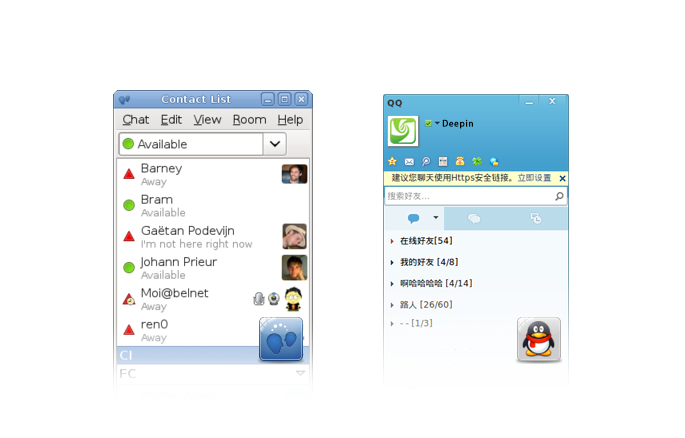 Contact List
Chat Edit View Room Help
Available
Barney
Away
Bram
Available
Gaëtan Podevijn
I'm not here right now
Johann Prieur
Available
Moi@belnet
Away
ren0
Away
CI
EC
QQ
Deepin
建议您聊天使用Https安全链接。立即设置
搜索好友...
在线好友[54]
我的好友 [4/8]
啊哈哈哈哈 [4/14]
路人 [26/60]
- - [1/3]